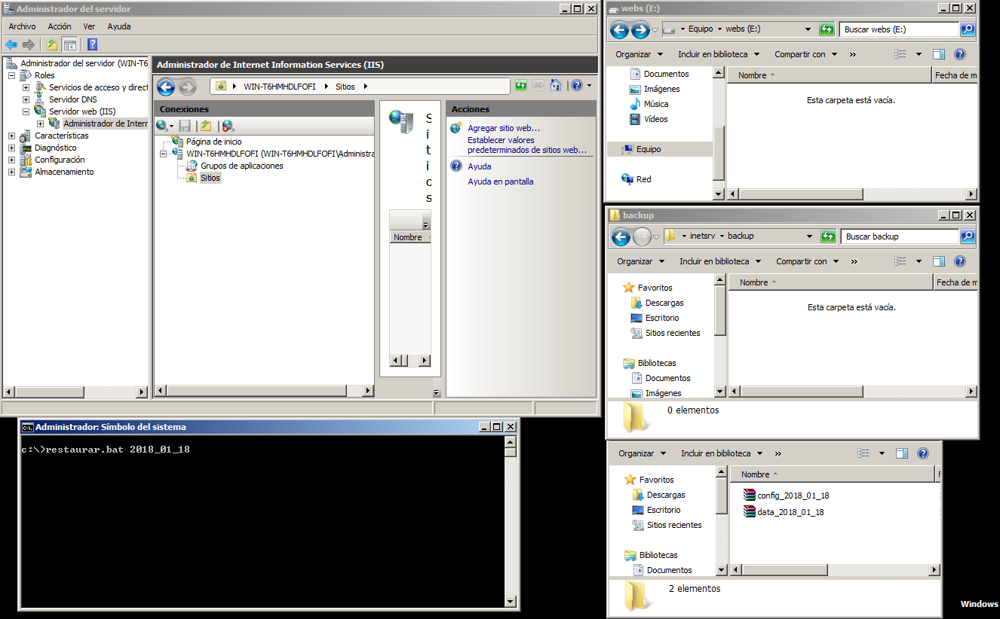 Administrador del servidor
Archivo Acción Ver Ayuda
Administrador del servidor (WIN-T6
Roles
Servicios de acceso y direct
Servidor DNS
Servidor web (IIS)
Administrador de Interr
Características
Diagnóstico
Configuración
Almacenamiento
Administrador de Internet Information Services (IIS)
WIN-T6HMHDLFOFI Sitios
Conexiones
Página de inicio
WIN-T6HMHDLFOFI (WIN-T6HMHDLFOFI\Administra
Grupos de aplicaciones
Sitios
S
i
t
i
o
s
Nombre
Acciones
Agregar sitio web...
Establecer valores
predeterminados de sitios web...
Ayuda
Ayuda en pantalla
Administrador: Símbolo del sistema
c:\>restaurar.bat 2018_01_18
webs (E:)
Equipo webs (E:) Buscar webs (E:)
Organizar Incluir en biblioteca Compartir con »
Documentos
Imágenes
Música
Vídeos
Equipo
Red
Nombre Fecha de m
Esta carpeta está vacía.
backup
inetsrv backup Buscar backup
Organizar Incluir en biblioteca Compartir con »
Favoritos
Descargas
Escritorio
Sitios recientes
Bibliotecas
Documentos
Imágenes
Nombre Fecha de m
Esta carpeta está vacía.
0 elementos
Organizar Incluir en biblioteca »
Favoritos
Descargas
Escritorio
Sitios recientes
Bibliotecas
Documentos
Nombre F
config_2018_01_18
data_2018_01_18
2 elementos
Windows